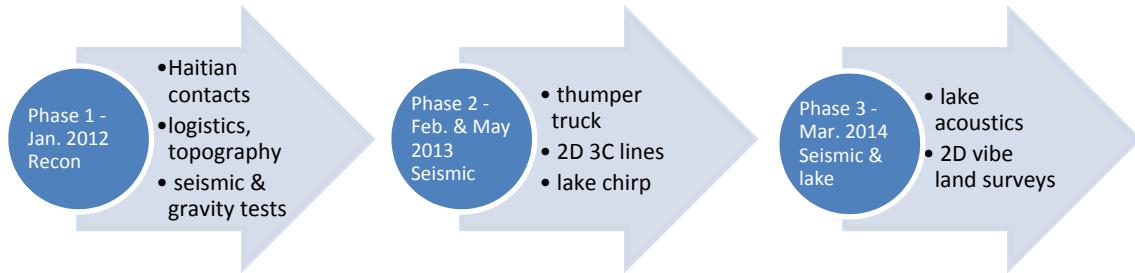 Phase 1 -
Jan. 2012
Recon
•Haitian
contacts
•logistics,
topography
• seismic &
gravity tests
Phase 2 -
Feb. & May
2013
Seismic
• thumper
truck
• 2D 3C lines
• lake chirp
Phase 3 -
Mar. 2014
Seismic &
lake
• lake
acoustics
• 2D vibe
land surveys